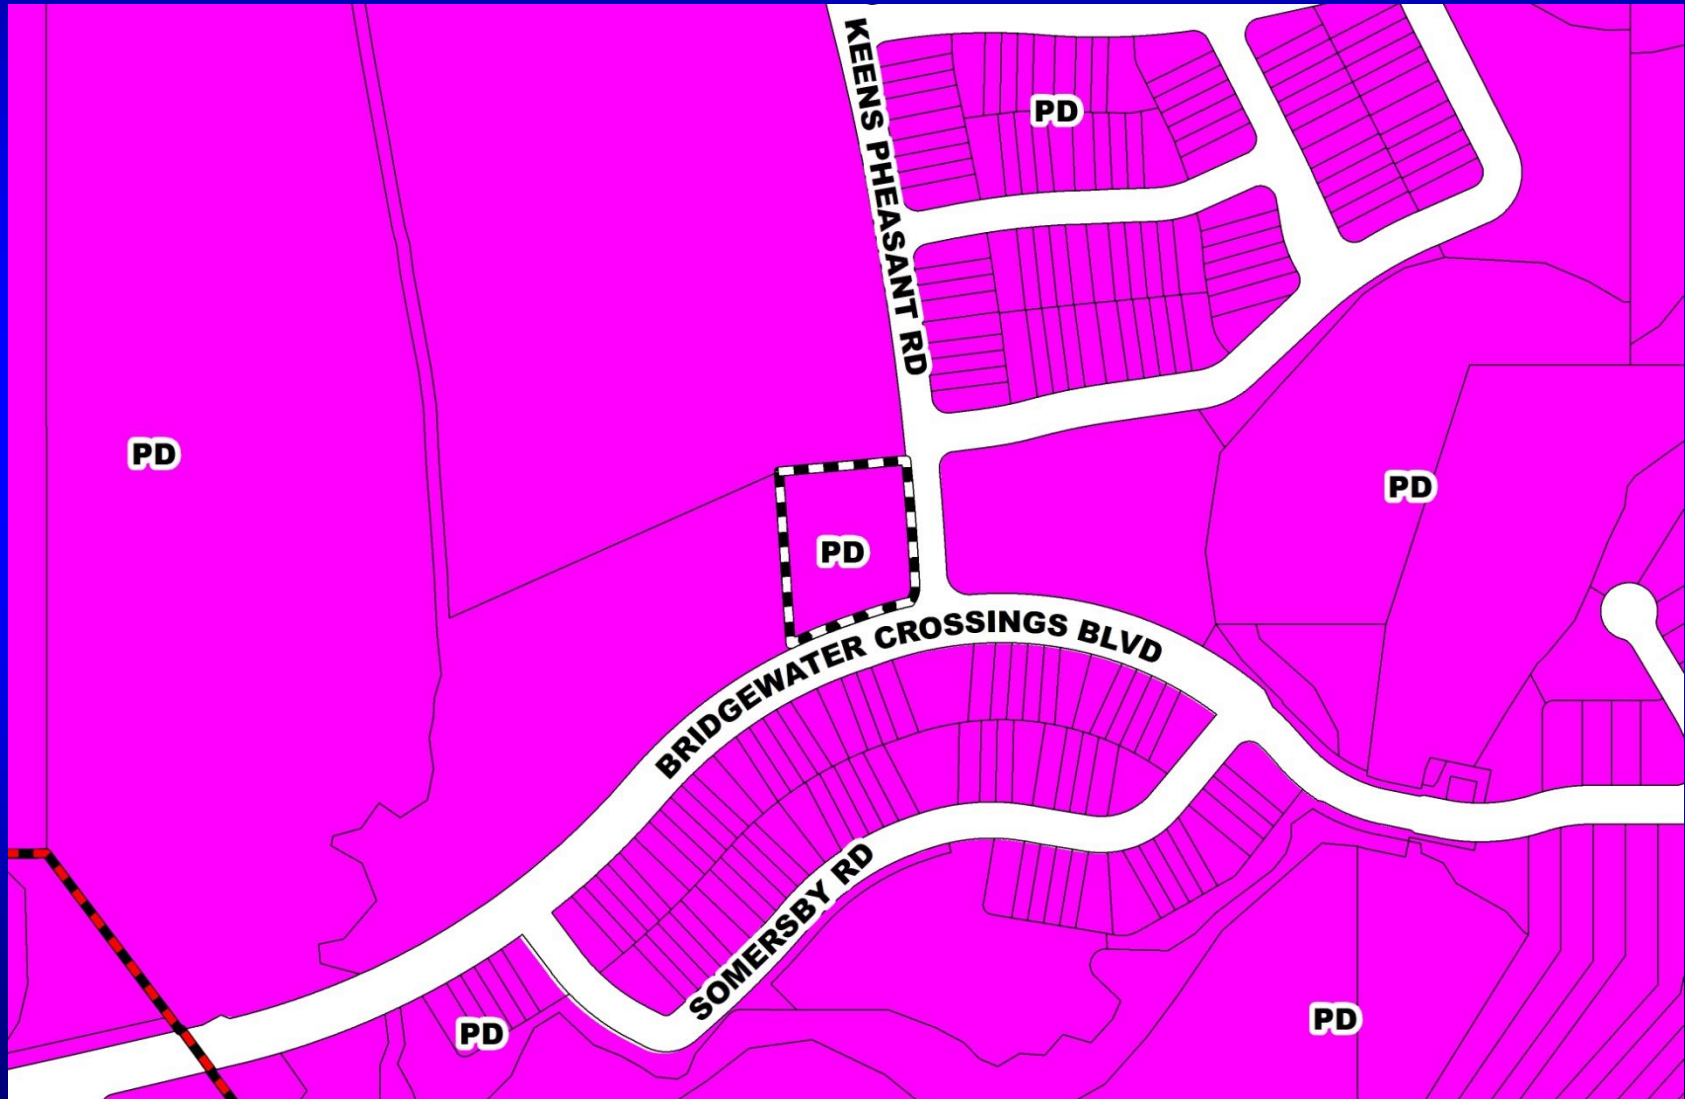 KEENS PHEASANT RD
PD
PD
PD
PD
BRIDGEWATER CROSSINGS BLVD
SOMERSBY RD
PD
PD